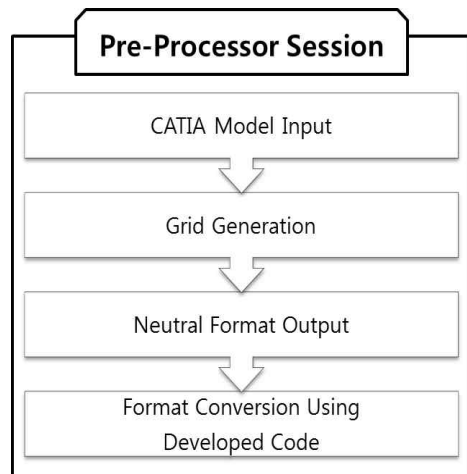 Pre-Processor Session
CATIA Model Input
Grid Generation
Neutral Format Output
Format Conversion Using
Developed Code